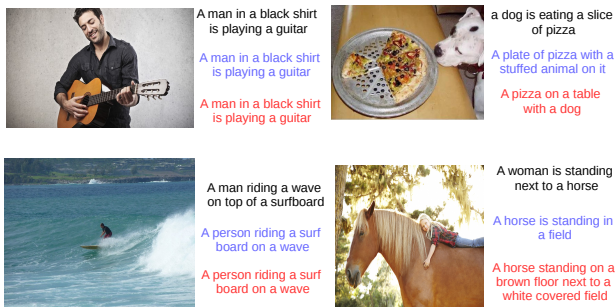 A man in a black shirt
is playing a guitar
A man in a black shirt
is playing a guitar
A man in a black shirt
is playing a guitar
a dog is eating a slice
of pizza
A plate of pizza with a
stuffed animal on it
A pizza on a table
with a dog
A man riding a wave
on top of a surfboard
A person riding a surf
board on a wave
A person riding a surf
board on a wave
A woman is standing
next to a horse
A horse is standing in
a field
A horse standing on a
brown floor next to a
white covered field